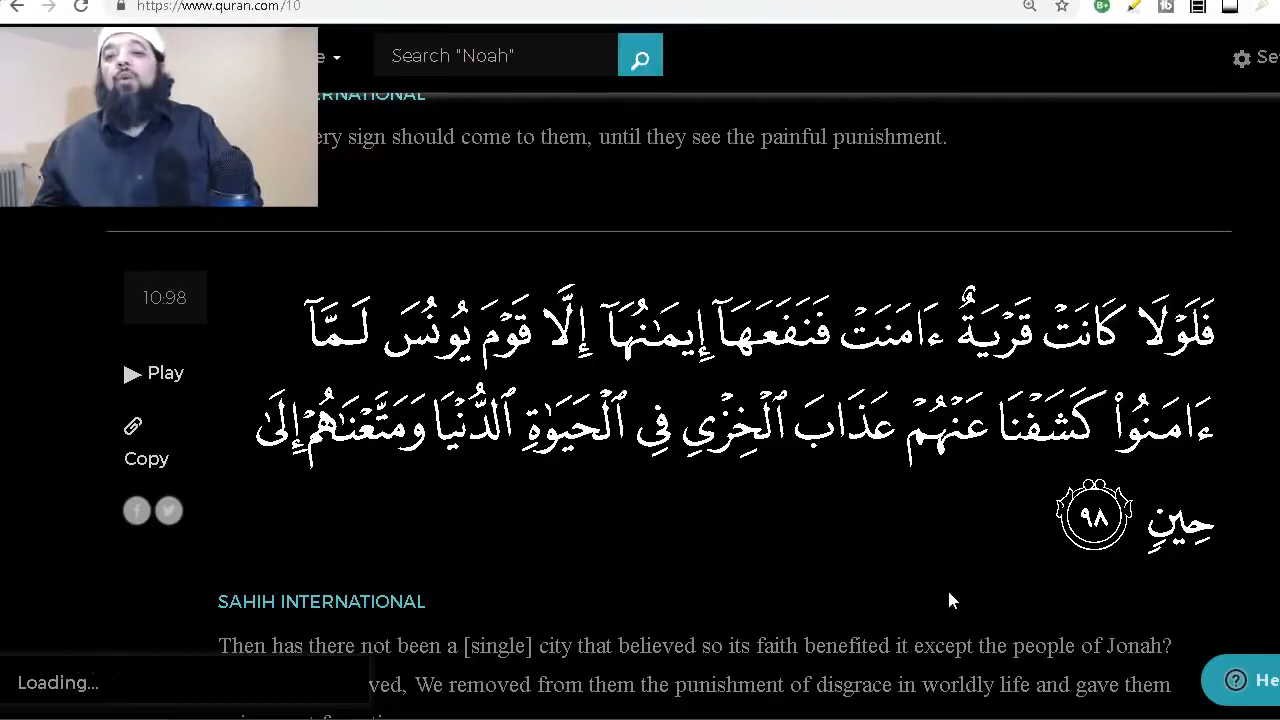 https://www.quran.com/10
Search "Noah"
ery sign should come to them, until they see the painful punishment.
10:98
فَلَوْلَا كَانَتْ قَرْيَةٌ ءَامَنَتْ فَنَفَعَهَآ إِيمَـٰنُهَآ إِلَّا قَوْمَ يُونُسَ لَمَّآ
ءَامَنُوا۟ كَشَفْنَا عَنْهُمْ عَذَابَ ٱلْخِزْىِ فِى ٱلْحَيَوٰةِ ٱلدُّنْيَا وَمَتَّعْنَـٰهُمْ إِلَىٰ
حِينٍ ٩٨
Play
Copy
SAHIH INTERNATIONAL
Then has there not been a [single] city that believed so its faith benefited it except the people of Jonah?
ved, We removed from them the punishment of disgrace in worldly life and gave them
Loading...
He